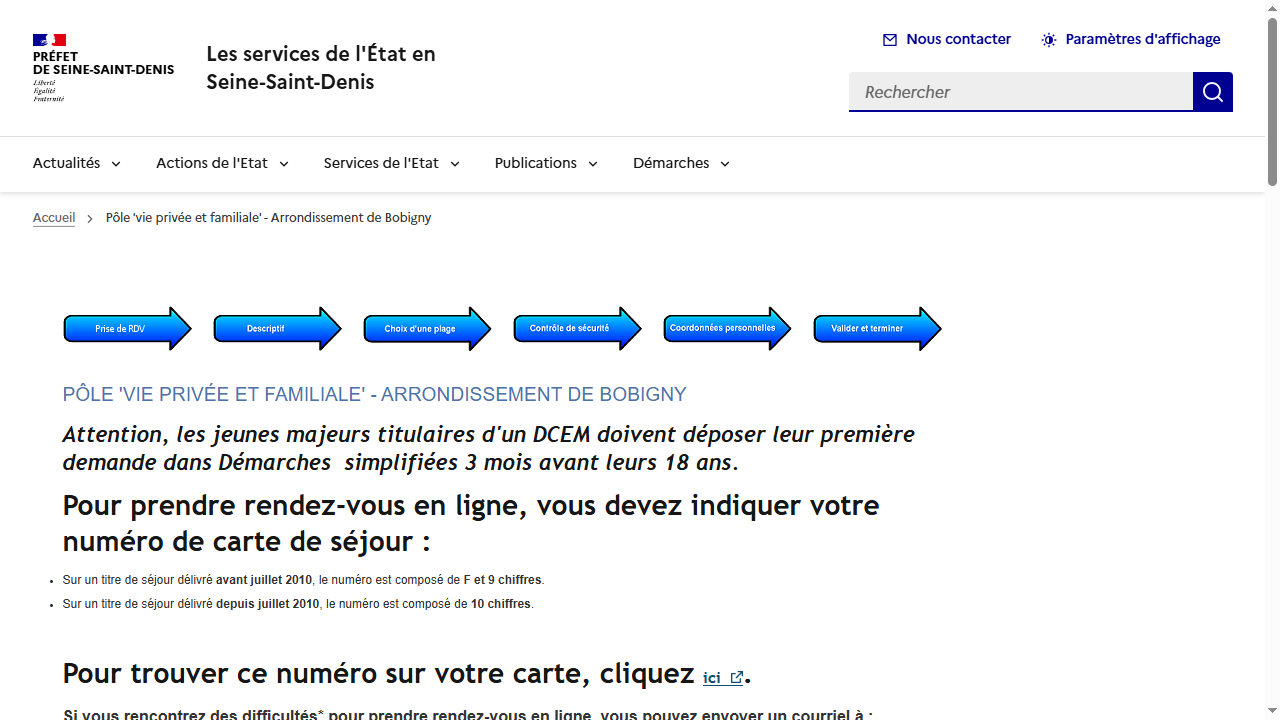 PRÉFET
DE SEINE-SAINT-DENIS
Liberté
Égalité
Fraternité
Les services de l'État en
Seine-Saint-Denis
Nous contacter
Paramètres d'affichage
Rechercher
Actualités
Actions de l'Etat
Services de l'Etat
Publications
Démarches
Accueil
Pôle 'vie privée et familiale' - Arrondissement de Bobigny
Prise de RDV
Descriptif
Choix d'une plage
Contrôle de sécurité
Coordonnées personnelles
Valider et terminer
PÔLE 'VIE PRIVÉE ET FAMILIALE' - ARRONDISSEMENT DE BOBIGNY
Attention, les jeunes majeurs titulaires d'un DCEM doivent déposer leur première
demande dans Démarches simplifiées 3 mois avant leurs 18 ans.
Pour prendre rendez-vous en ligne, vous devez indiquer votre
numéro de carte de séjour :
Sur un titre de séjour délivré avant juillet 2010, le numéro est composé de F et 9 chiffres.
Sur un titre de séjour délivré depuis juillet 2010, le numéro est composé de 10 chiffres.
Pour trouver ce numéro sur votre carte, cliquez ici.
Si vous rencontrez des difficultés* pour prendre rendez-vous en ligne, vous pouvez envoyer un courriel à :